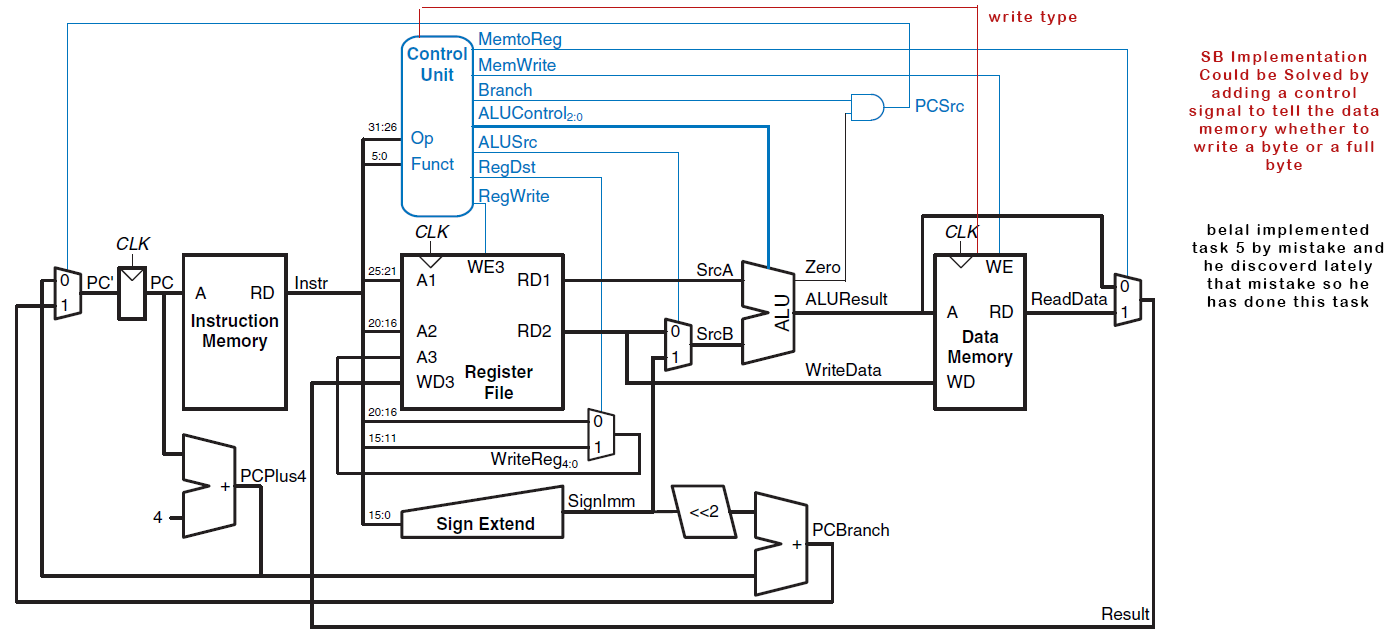 write type
MemtoReg
Control
Unit
MemWrite
Branch
ALUControl2:0
PCSrc
31:26
Op
ALUSrc
5:0
Funct
RegDst
RegWrite
SB Implementation
Could be Solved by
adding a control
signal to tell the data
memory whether to
write a byte or a full
byte
belal implemented
task 5 by mistake and
he discoverd lately
that mistake so he
has done this task
CLK
CLK
CLK
0
1
PC'
PC
A
RD
Instruction
Memory
Instr
25:21
A1
WE3
RD1
20:16
A2
RD2
A3
WD3
Register
File
SrcA
0
1
SrcB
ALU
Zero
ALUResult
WriteData
WE
A
RD
Data
Memory
WD
ReadData
0
1
20:16
0
15:11
1
WriteReg4:0
PCPlus4
+
4
15:0
Sign Extend
SignImm
<<2
+
PCBranch
Result